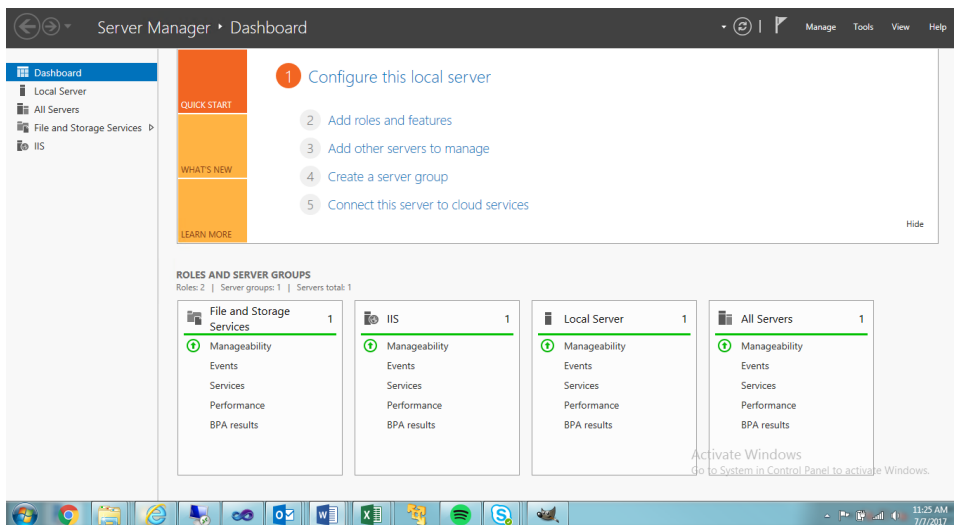 Server Manager ‣ Dashboard
Manage Tools View Help
Dashboard
Local Server
All Servers
File and Storage Services
IIS
QUICK START
WHAT'S NEW
LEARN MORE
1 Configure this local server
2 Add roles and features
3 Add other servers to manage
4 Create a server group
5 Connect this server to cloud services
Hide
ROLES AND SERVER GROUPS
Roles: 2 | Server groups: 1 | Servers total: 1
File and Storage
Services 1
Manageability
Events
Services
Performance
BPA results
IIS 1
Manageability
Events
Services
Performance
BPA results
Local Server 1
Manageability
Events
Services
Performance
BPA results
All Servers 1
Manageability
Events
Services
Performance
BPA results
Activate Windows
Go to System in Control Panel to activate Windows.
11:25 AM
7/7/2017